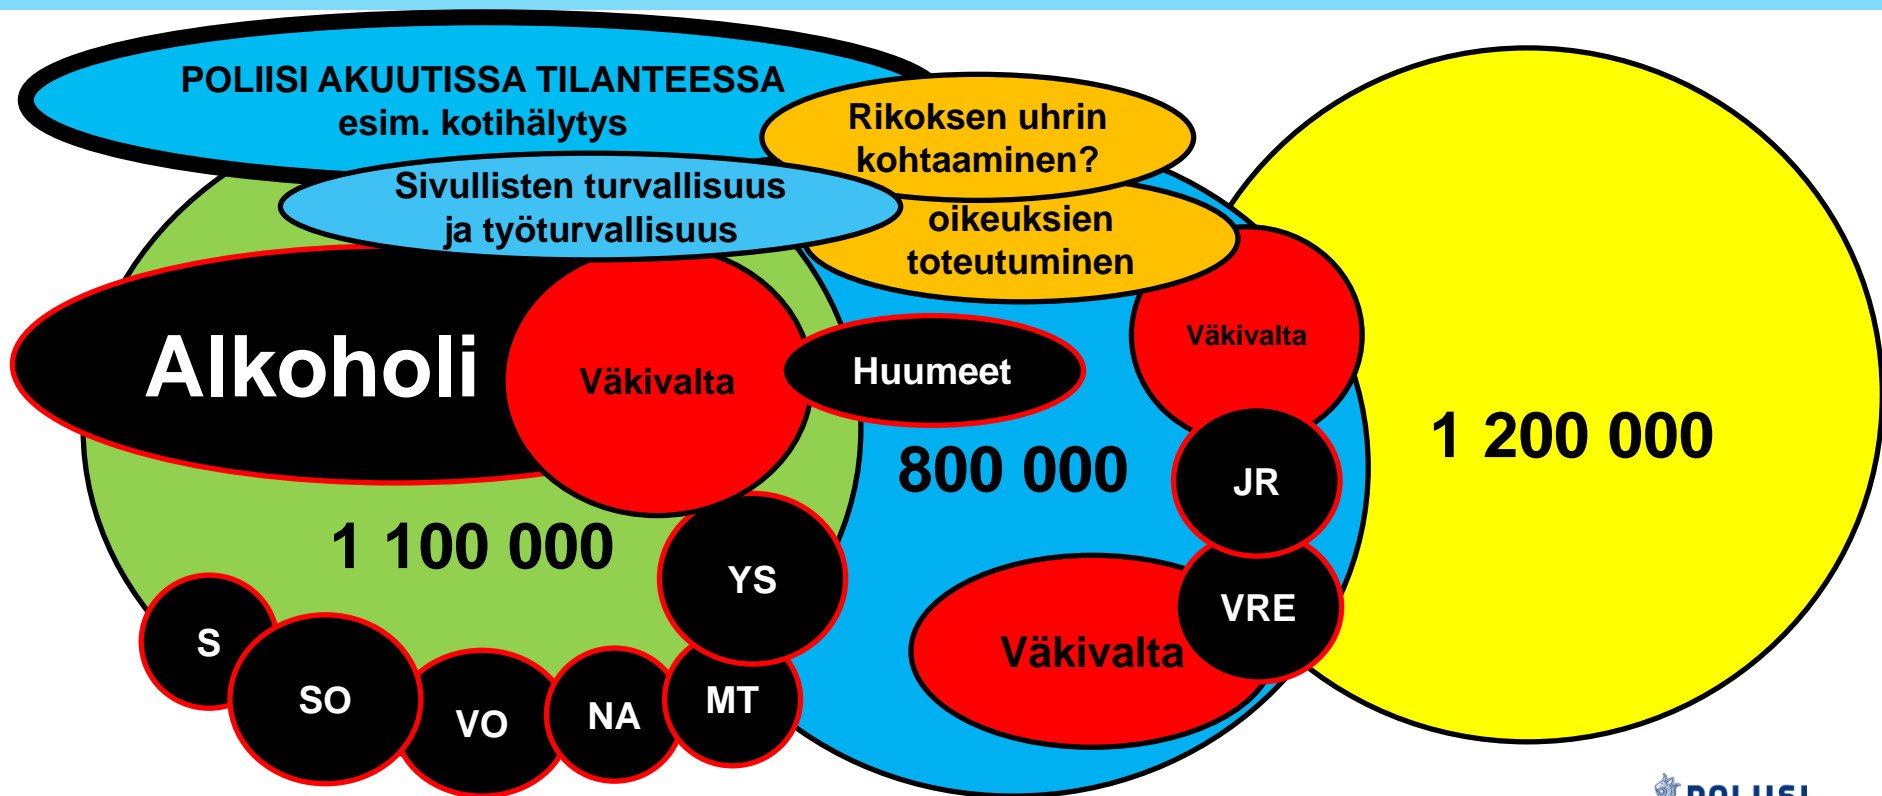 POLIISI AKUUTISSA TILANTEESSA
esim. kotihälytys
Rikoksen uhrin
kohtaaminen?
Sivullisten turvallisuus
ja työturvallisuus
oikeuksien
toteutuminen
Alkoholi
Väkivalta
Huumeet
Väkivalta
1 200 000
800 000
JR
1 100 000
YS
VRE
S
Väkivalta
SO
VO
NA
MT
POLIISI